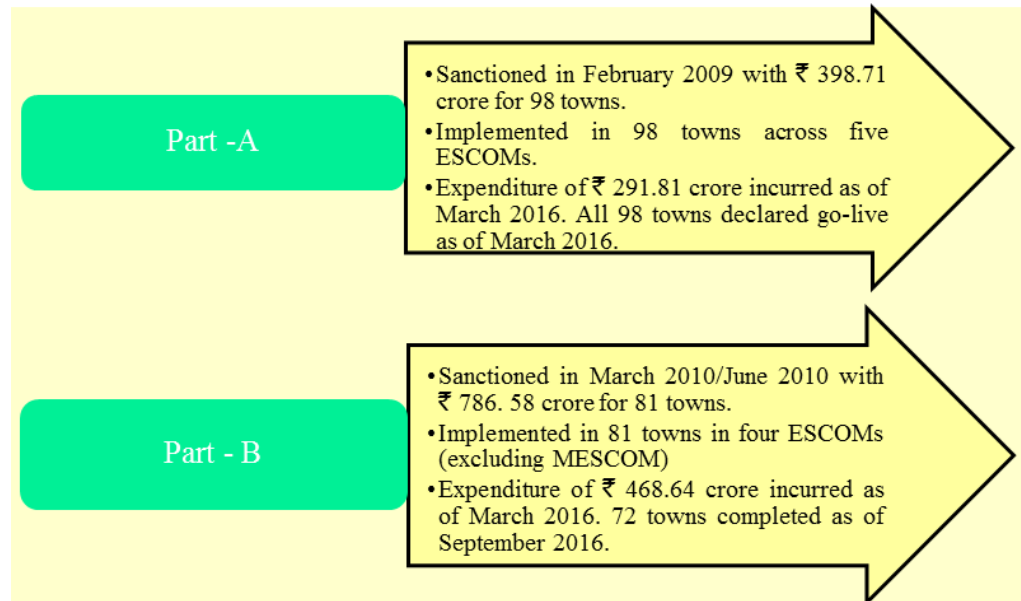 Part -A
•Sanctioned in February 2009 with ₹ 398.71
crore for 98 towns.
•Implemented in 98 towns across five
ESCOMs.
•Expenditure of ₹ 291.81 crore incurred as of
March 2016. All 98 towns declared go-live
as of March 2016.
Part - B
•Sanctioned in March 2010/June 2010 with
₹ 786. 58 crore for 81 towns.
•Implemented in 81 towns in four ESCOMs
(excluding MESCOM)
•Expenditure of ₹ 468.64 crore incurred as
of March 2016. 72 towns completed as of
September 2016.